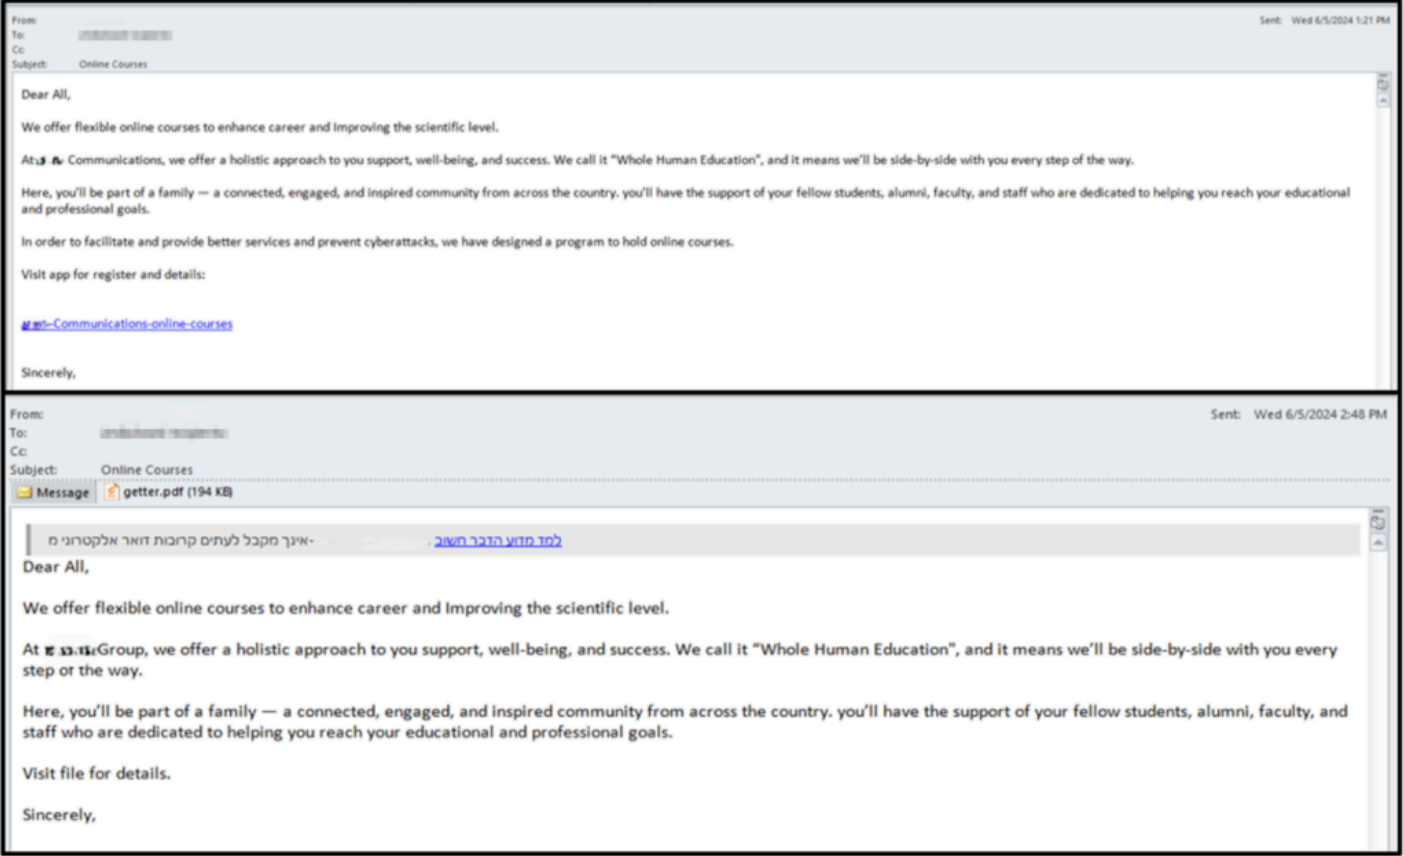 From:
Sent: Wed 6/5/2024 1:21 PM
To:
Cc:
Subject: Online Courses
Dear All,
We offer flexible online courses to enhance career and Improving the scientific level.
At Communications, we offer a holistic approach to you support, well-being, and success. We call it "Whole Human Education", and it means we'll be side-by-side with you every step of the way.
Here, you'll be part of a family — a connected, engaged, and inspired community from across the country. you'll have the support of your fellow students, alumni, faculty, and staff who are dedicated to helping you reach your educational
and professional goals.
In order to facilitate and provide better services and prevent cyberattacks, we have designed a program to hold online courses.
Visit app for register and details:
-Communications-online-courses
Sincerely,
From:
Sent: Wed 6/5/2024 2:48 PM
To:
Cc:
Subject: Online Courses
Message getter.pdf (194 KB)
אינך מקבל לעתים קרובות דואר אלקטרוני מ- . למד מדוע הדבר חשוב
Dear All,
We offer flexible online courses to enhance career and Improving the scientific level.
At Group, we offer a holistic approach to you support, well-being, and success. We call it "Whole Human Education", and it means we'll be side-by-side with you every
step of the way.
Here, you'll be part of a family — a connected, engaged, and inspired community from across the country. you'll have the support of your fellow students, alumni, faculty, and
staff who are dedicated to helping you reach your educational and professional goals.
Visit file for details.
Sincerely,